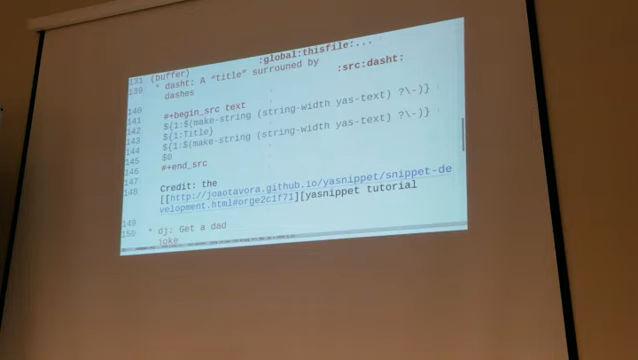 131 (buffer) :global:thisfile:...
139 * dasht: A “title” surrouned by :src:dasht:
dashes
140
141 #+begin_src text
142 ${1:$(make-string (string-width yas-text) ?\-)}
143 ${1:Title}
144 ${1:$(make-string (string-width yas-text) ?\-)}
145 $0
146 #+end_src
147
148 Credit: the
[[http://joaotavora.github.io/yasnippet/snippet-de
velopment.html#orge2c1f71][yasnippet tutorial
149
150 * dj: Get a dad
joke